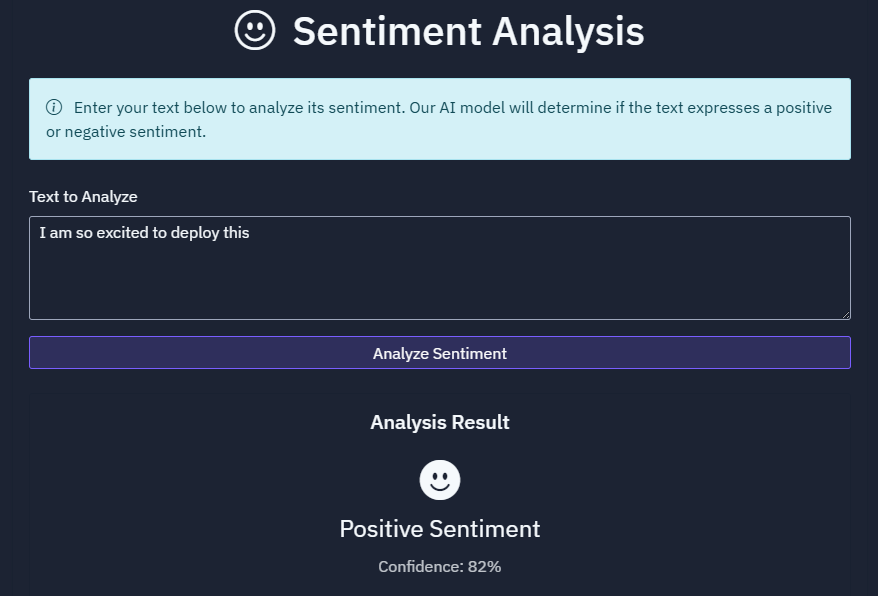 Sentiment Analysis
Enter your text below to analyze its sentiment. Our AI model will determine if the text expresses a positive
or negative sentiment.
Text to Analyze
I am so excited to deploy this
Analyze Sentiment
Analysis Result
Positive Sentiment
Confidence: 82%